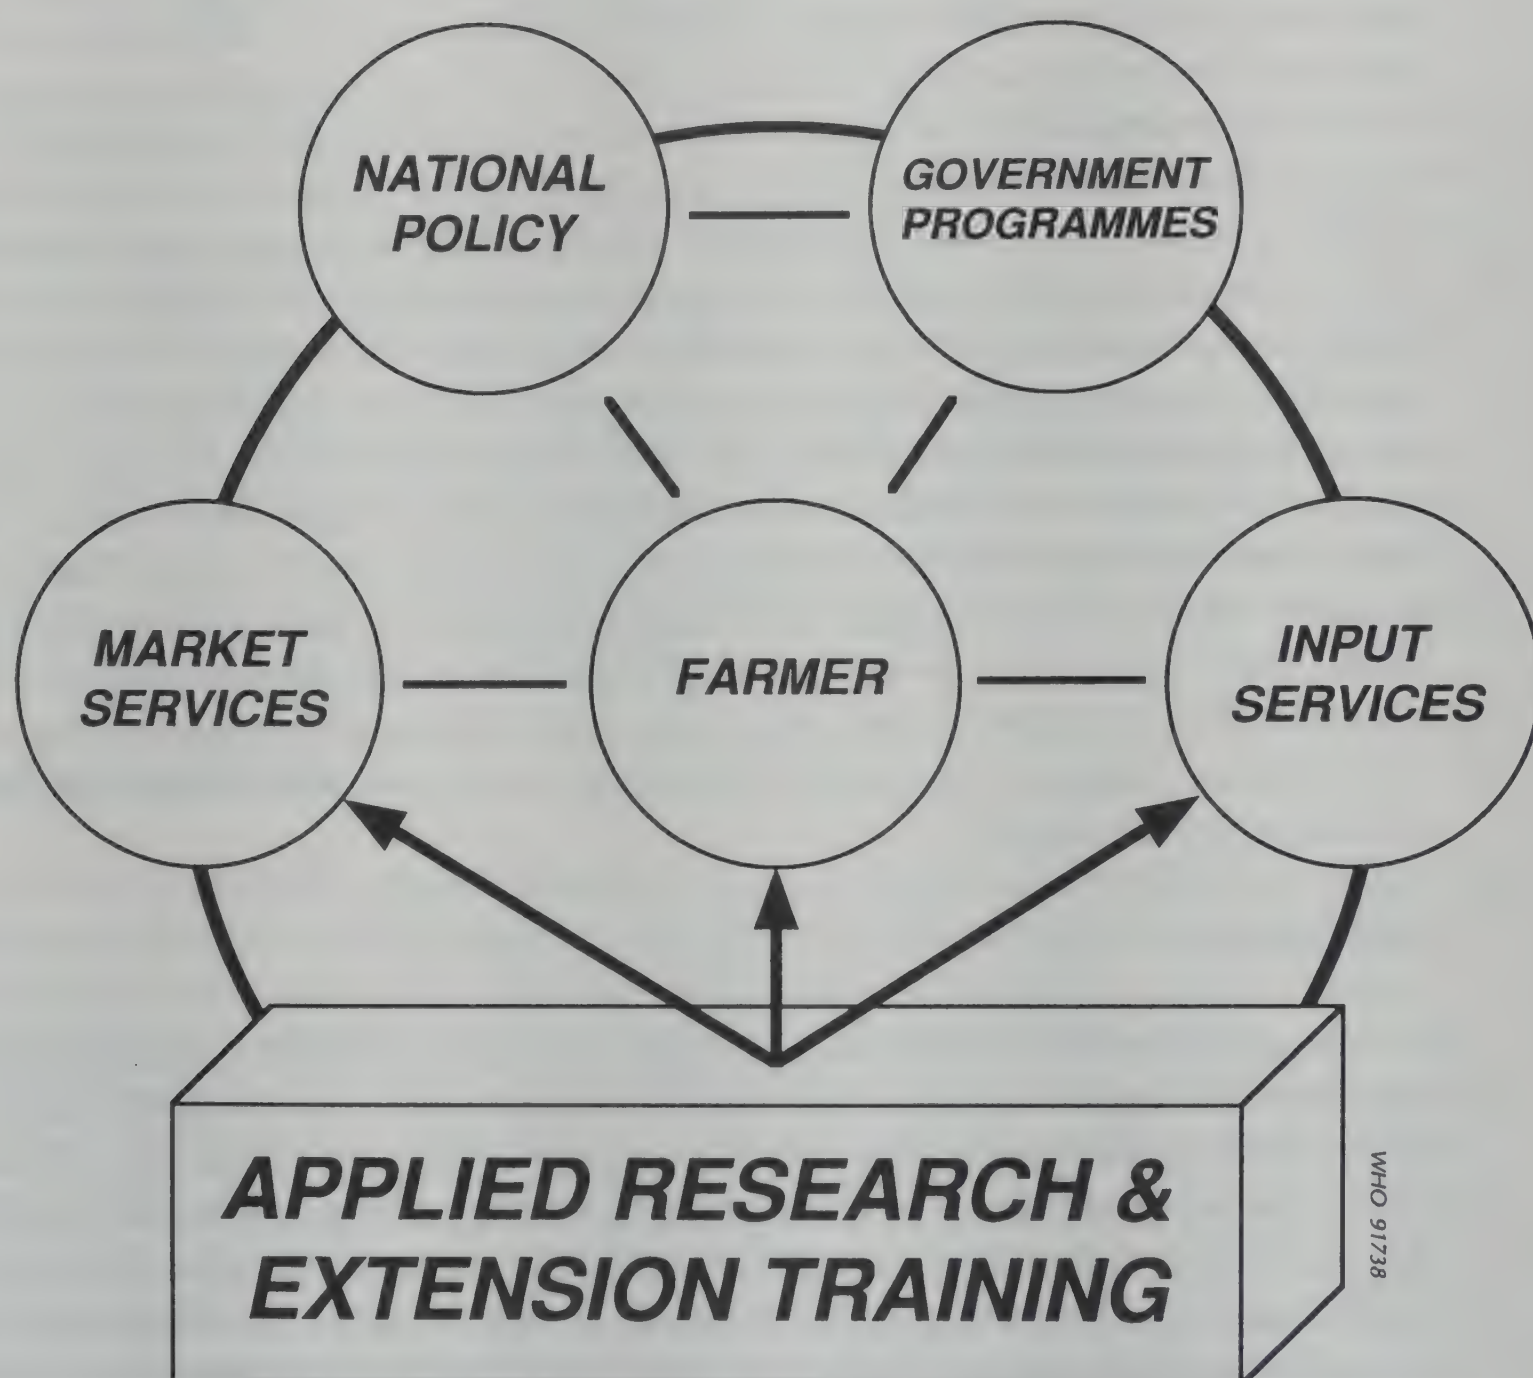 NATIONAL
POLICY
GOVERNMENT
PROGRAMMES
MARKET
SERVICES
FARMER
INPUT
SERVICES
APPLIED RESEARCH &
EXTENSION TRAINING
WHO 91738